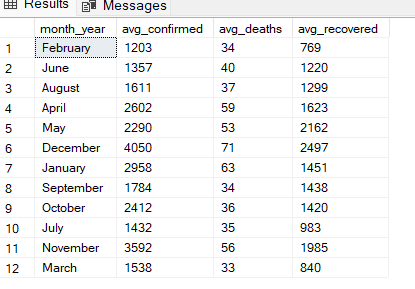 Results Messages
month_year avg_confirmed avg_deaths avg_recovered
1 February 1203 34 769
2 June 1357 40 1220
3 August 1611 37 1299
4 April 2602 59 1623
5 May 2290 53 2162
6 December 4050 71 2497
7 January 2958 63 1451
8 September 1784 34 1438
9 October 2412 36 1420
10 July 1432 35 983
11 November 3592 56 1985
12 March 1538 33 840